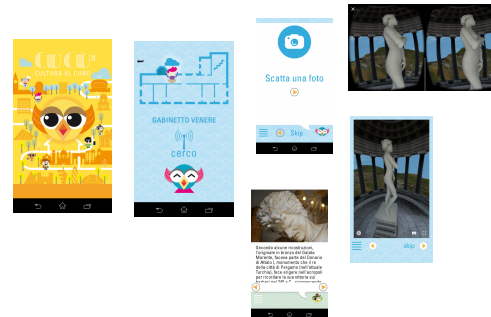 CUCU
CULTURA AL CUBO
GABINETTO VENERE
cerco
Scatta una foto
Skip
Secondo alcune ricostruzioni,
l'originale in bronzo del Galata
Morente, faceva parte del Donario
di Attalo I, monumento che il re
della città di Pergamo (nell'attuale
Turchia), fece erigere nell'acropoli
per ricordare la sua vittoria sui
skip